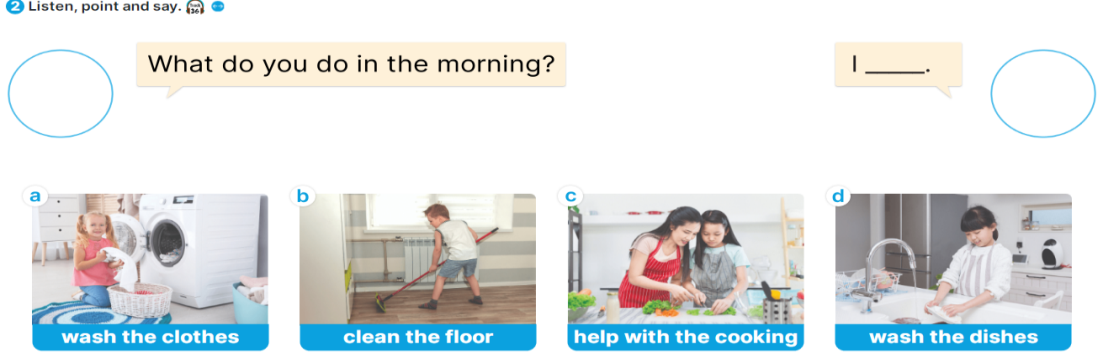 2 Listen, point and say.
What do you do in the morning?
I _____.
a
wash the clothes
b
clean the floor
c
help with the cooking
d
wash the dishes